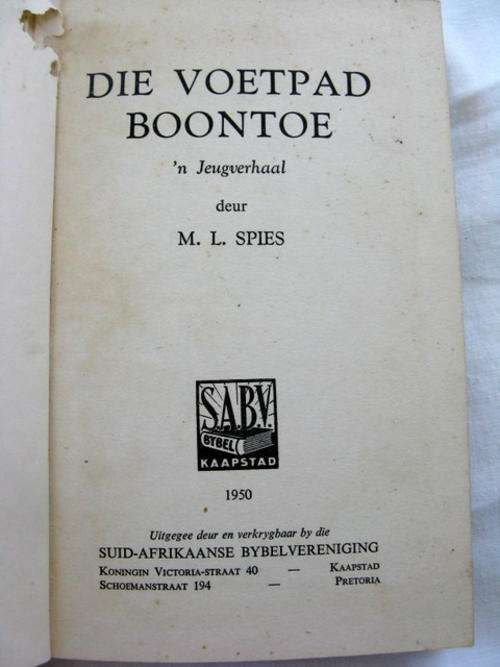 DIE VOETPAD
BOONTOE
'n Jeugverhaal
deur
M. L. SPIES
S.A.B.V.
BYBEL
KAAPSTAD
1950
Uitgegee deur en verkrygbaar by die
SUID-AFRIKAANSE BYBELVERENIGING
KONINGIN VICTORIA-STRAAT 40 — KAAPSTAD
SCHOEMANSTRAAT 194 — PRETORIA